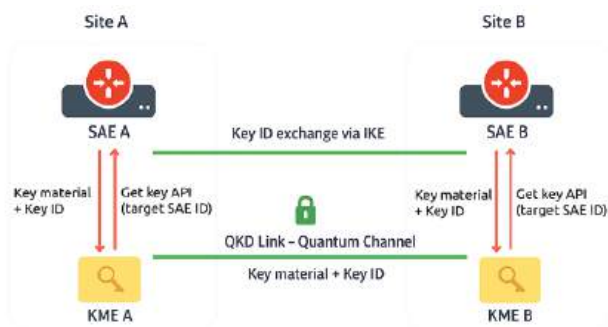 Site A
Site B
SAE A
SAE B
Key ID exchange via IKE
Key material
+ Key ID
Get key API
(target SAE ID)
Key material
+ Key ID
Get key API
(target SAE ID)
QKD Link – Quantum Channel
Key material + Key ID
KME A
KME B